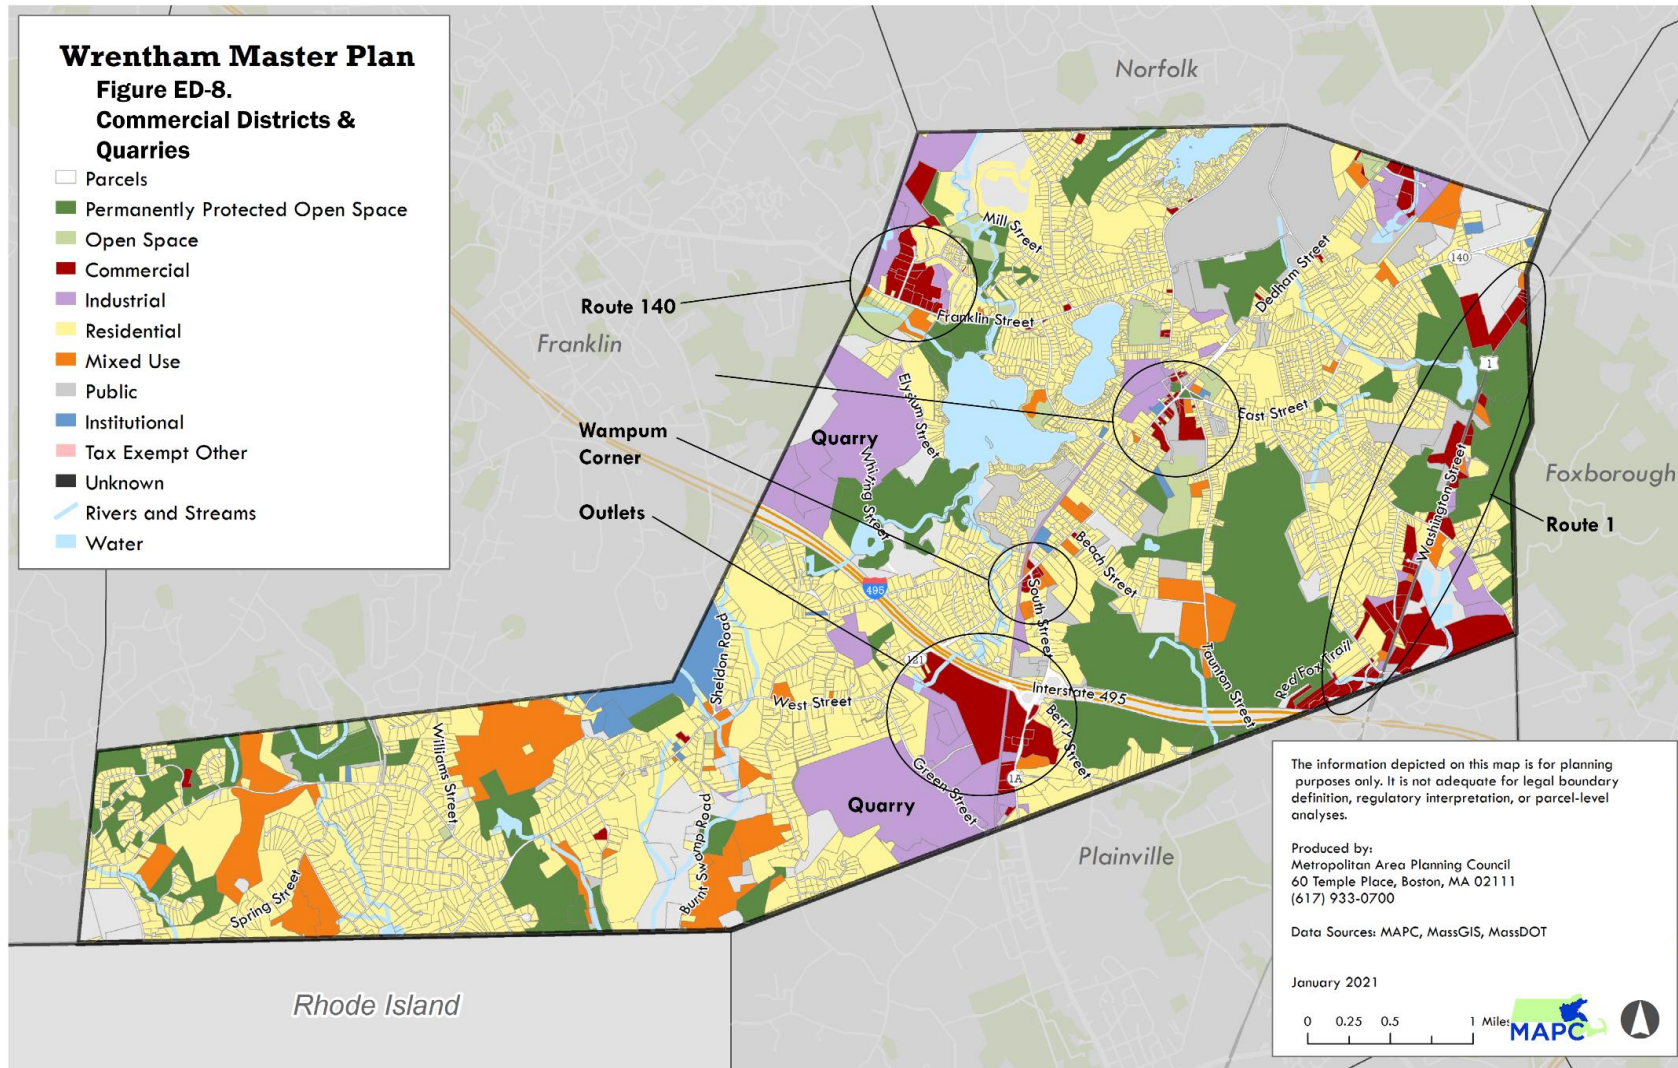 Wrentham Master Plan
Figure ED-8.
Commercial Districts &
Quarries
Parcels
Permanently Protected Open Space
Open Space
Commercial
Industrial
Residential
Mixed Use
Public
Institutional
Tax Exempt Other
Unknown
Rivers and Streams
Water
Norfolk
Franklin
Foxborough
Plainville
Rhode Island
Route 140
Wampum
Corner
Outlets
Route 1
Quarry
Quarry
Mill Street
Franklin Street
Dedham Street
140
1
Elysium Street
East Street
Whiting Street
Washington Street
495
Beach Street
South Street
Sheldon Road
121
Interstate 495
Red Fox Trail
Taunton Street
West Street
Berry Street
Green Street
1A
Williams Street
Burnt Swamp Road
Spring Street
The information depicted on this map is for planning
purposes only. It is not adequate for legal boundary
definition, regulatory interpretation, or parcel-level
analyses.
Produced by:
Metropolitan Area Planning Council
60 Temple Place, Boston, MA 02111
(617) 933-0700
Data Sources: MAPC, MassGIS, MassDOT
January 2021
0 0.25 0.5 1 Miles
MAPC